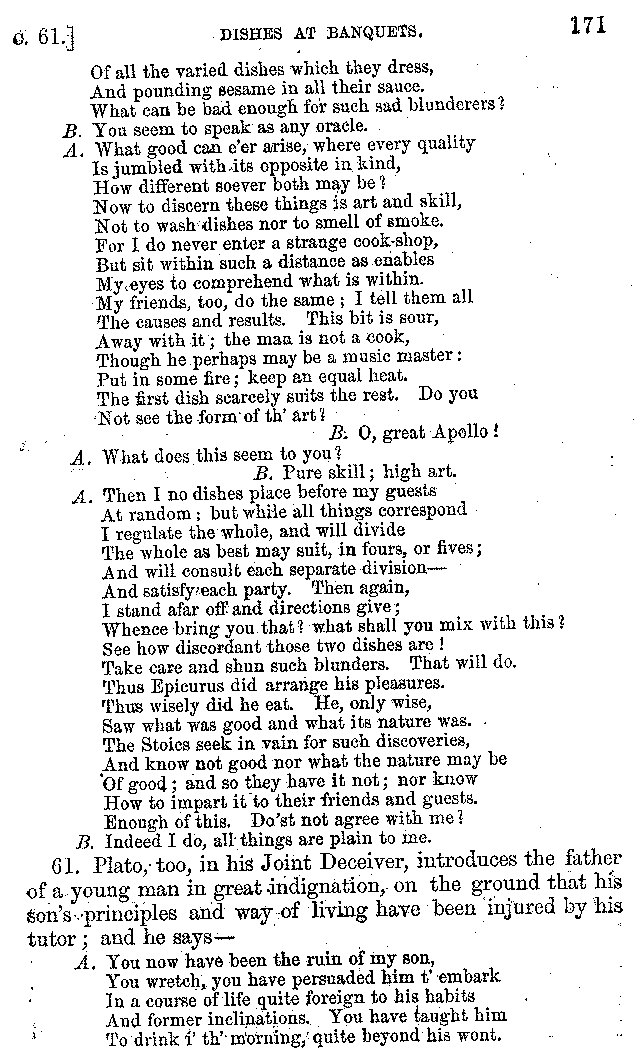 c. 61.] DISHES AT BANQUETS. 171
Of all the varied dishes which they dress,
And pounding sesame in all their sauce.
What can be bad enough for such sad blunderers?
B. You seem to speak as any oracle.
A. What good can e'er arise, where every quality
Is jumbled with its opposite in kind,
How different soever both may be?
Now to discern these things is art and skill,
Not to wash dishes nor to smell of smoke.
For I do never enter a strange cook-shop,
But sit within such a distance as enables
My eyes to comprehend what is within.
My friends, too, do the same; I tell them all
The causes and results. This bit is sour,
Away with it; the man is not a cook,
Though he perhaps may be a music master:
Put in some fire; keep an equal heat.
The first dish scarcely suits the rest. Do you
Not see the form of th' art?
B. O, great Apollo!
A. What does this seem to you?
B. Pure skill; high art.
A. Then I no dishes place before my guests
At random; but while all things correspond
I regulate the whole, and will divide
The whole as best may suit, in fours, or fives;
And will consult each separate division—
And satisfy each party. Then again,
I stand afar off and directions give;
Whence bring you that? what shall you mix with this?
See how discordant those two dishes are!
Take care and shun such blunders. That will do.
Thus Epicurus did arrange his pleasures.
Thus wisely did he eat. He, only wise,
Saw what was good and what its nature was.
The Stoics seek in vain for such discoveries,
And know not good nor what the nature may be
Of good; and so they have it not; nor know
How to impart it to their friends and guests.
Enough of this. Do'st not agree with me?
B. Indeed I do, all things are plain to me.
61. Plato, too, in his Joint Deceiver, introduces the father
of a young man in great indignation, on the ground that his
son's principles and way of living have been injured by his
tutor; and he says—
A. You now have been the ruin of my son,
You wretch, you have persuaded him t' embark
In a course of life quite foreign to his habits
And former inclinations. You have taught him
To drink i' th' morning, quite beyond his wont.